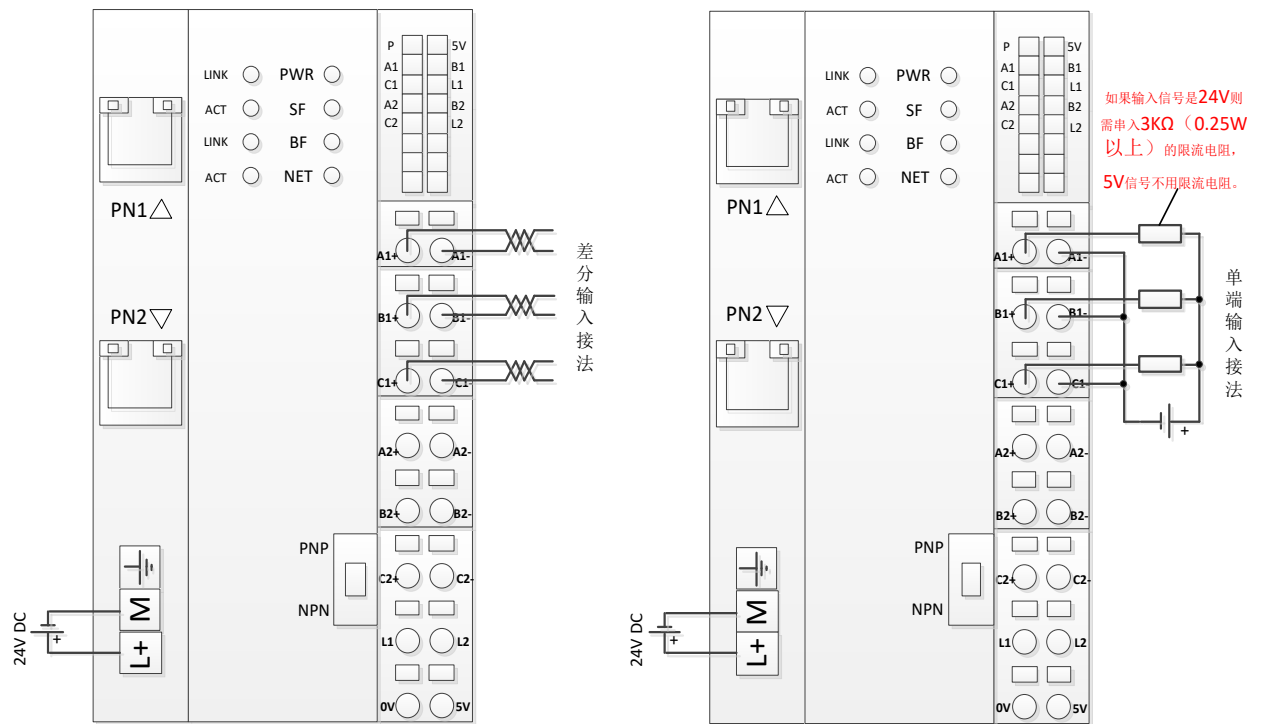 P 5V
A1 B1
C1 L1
A2 B2
C2 L2
LINK PWR
ACT SF
LINK BF
ACT NET
PN1
A1+ A1-
B1+ B1-
PN2
C1+ C1-
差分输入接法
A2+ A2-
B2+ B2-
PNP
C2+ C2-
NPN
M
L+
24V DC
+
L1 L2
0V 5V
P 5V
A1 B1
C1 L1
A2 B2
C2 L2
LINK PWR
ACT SF
LINK BF
ACT NET
如果输入信号是24V则
需串入3KΩ（0.25W
以上）的限流电阻，
5V信号不用限流电阻。
PN1
A1+ A1-
B1+ B1-
PN2
C1+ C1-
单端输入接法
+
A2+ A2-
B2+ B2-
PNP
C2+ C2-
NPN
M
L+
24V DC
+
L1 L2
0V 5V